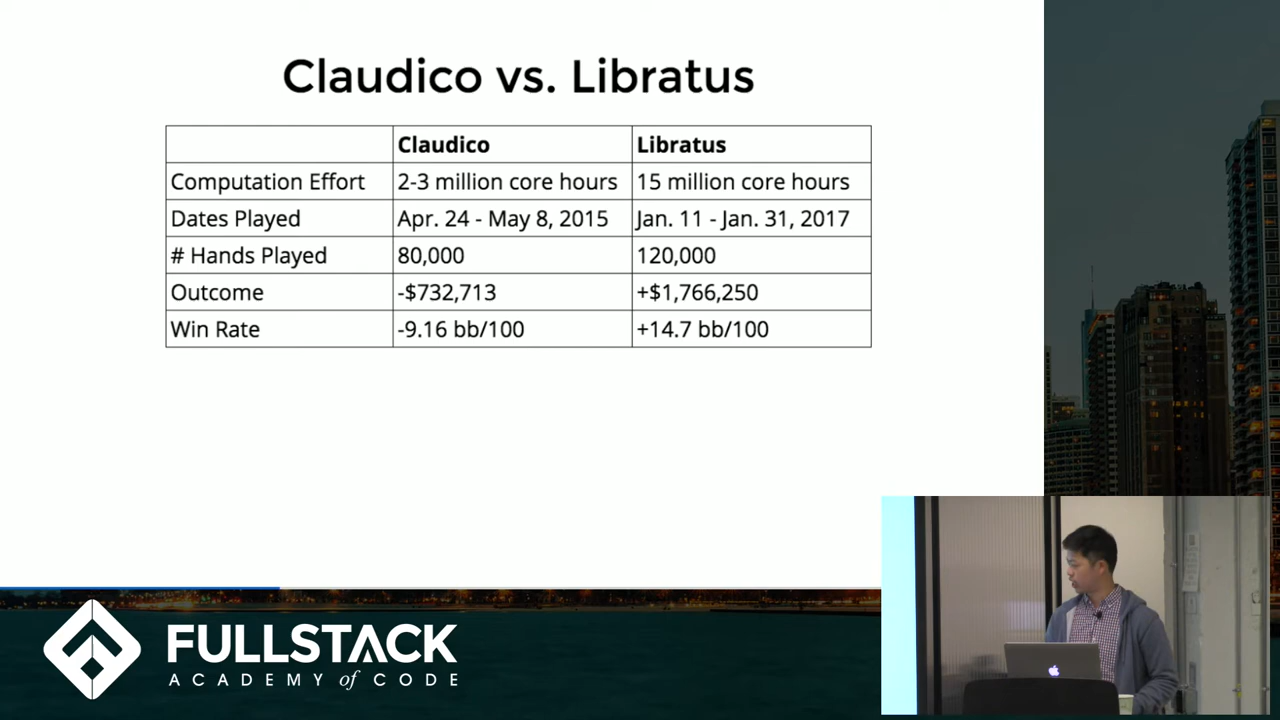 Claudico vs. Libratus
Claudico Libratus
Computation Effort 2-3 million core hours 15 million core hours
Dates Played Apr. 24 - May 8, 2015 Jan. 11 - Jan. 31, 2017
# Hands Played 80,000 120,000
Outcome -$732,713 +$1,766,250
Win Rate -9.16 bb/100 +14.7 bb/100
FULLSTACK
ACADEMY of CODE